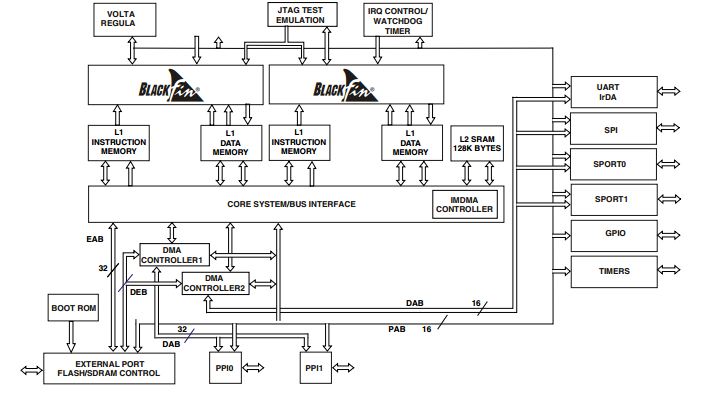 VOLTA
REGULA
JTAG TEST
EMULATION
IRQ CONTROL/
WATCHDOG
TIMER
BLACKfin®
BLACKfin®
UART
IrDA
L1
INSTRUCTION
MEMORY
L1
DATA
MEMORY
L1
INSTRUCTION
MEMORY
L1
DATA
MEMORY
L2 SRAM
128K BYTES
SPI
SPORT0
CORE SYSTEM/BUS INTERFACE
IMDMA
CONTROLLER
SPORT1
EAB
32
DMA
CONTROLLER1
GPIO
DEB
DMA
CONTROLLER2
TIMERS
BOOT ROM
DAB
16
32
DAB
PAB
16
EXTERNAL PORT
FLASH/SDRAM CONTROL
PPI0
PPI1